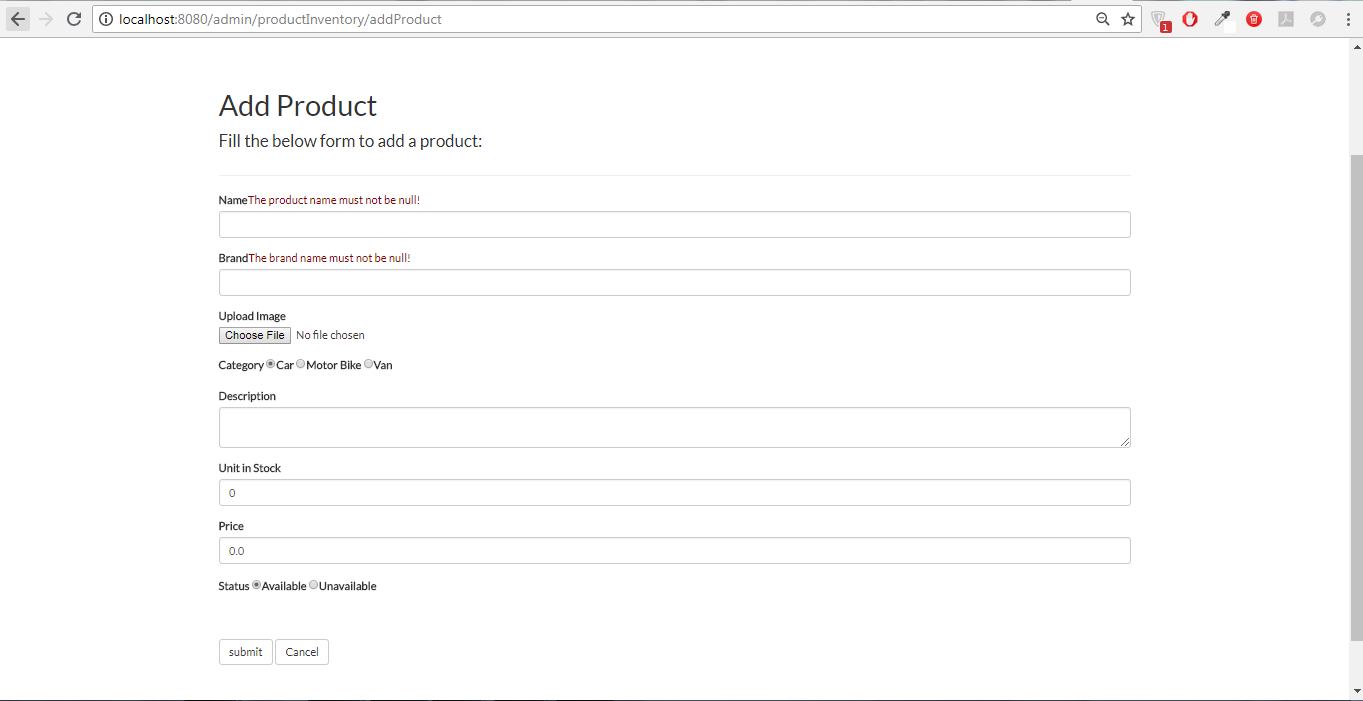 localhost:8080/admin/productInventory/addProduct
1
Add Product
Fill the below form to add a product:
NameThe product name must not be null!
BrandThe brand name must not be null!
Upload Image
Choose File No file chosen
Category Car Motor Bike Van
Description
Unit in Stock
0
Price
0.0
Status Available Unavailable
submit Cancel